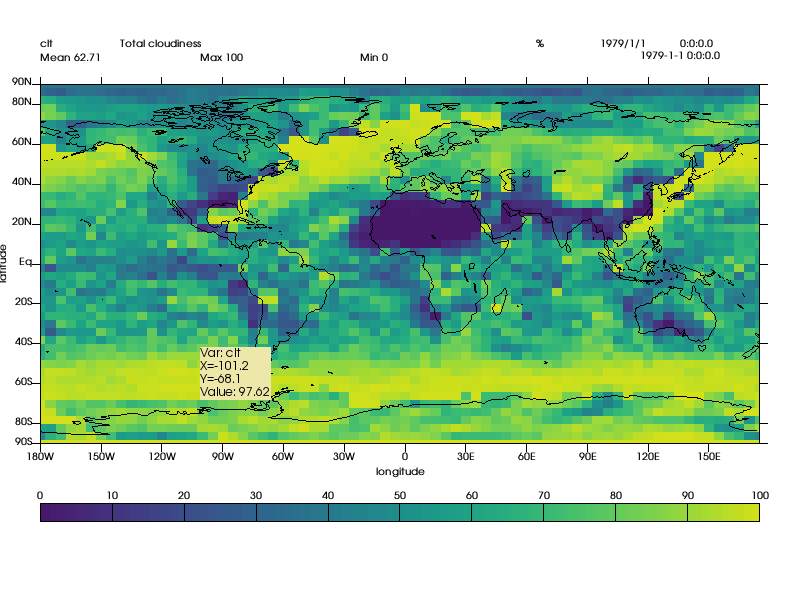 clt Total cloudiness % 1979/1/1 0:0:0.0
Mean 62.71 Max 100 Min 0 1979-1-1 0:0:0.0
90N
80N
60N
40N
20N
Eq
20S
40S
60S
80S
90S
latitude
Var: clt
X=-101.2
Y=-68.1
Value: 97.62
180W 150W 120W 90W 60W 30W 0 30E 60E 90E 120E 150E
longitude
0 10 20 30 40 50 60 70 80 90 100